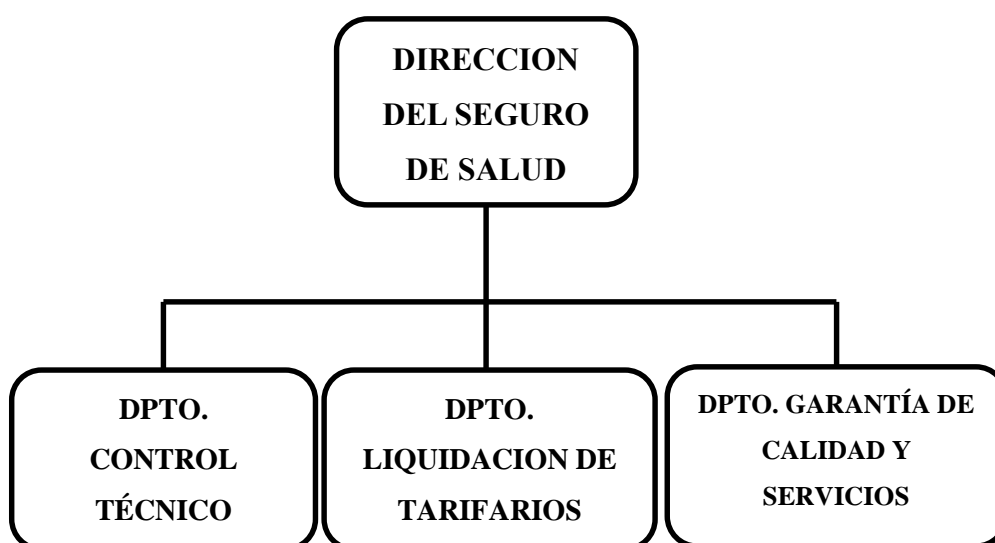 DIRECCION
DEL SEGURO
DE SALUD
DPTO.
CONTROL
TÉCNICO
DPTO.
LIQUIDACION DE
TARIFARIOS
DPTO. GARANTÍA DE
CALIDAD Y
SERVICIOS